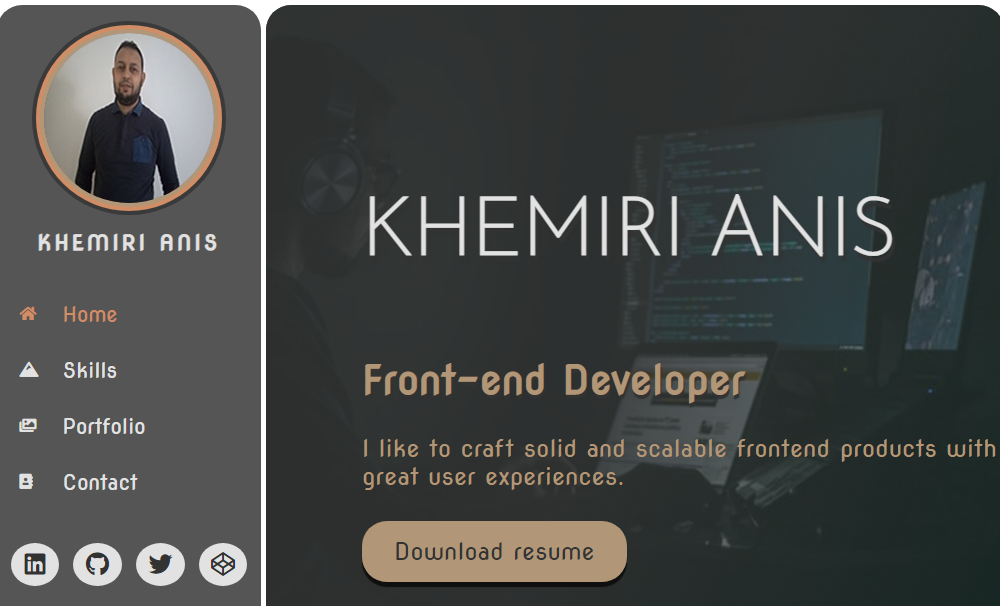 KHEMIRI ANIS
Home
Skills
Portfolio
Contact
KHEMIRI ANIS
Front-end Developer
I like to craft solid and scalable frontend products with
great user experiences.
Download resume